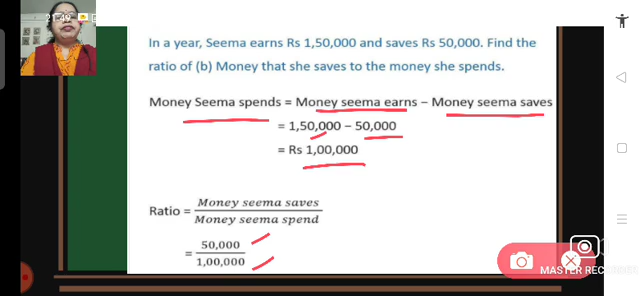 21:49
In a year, Seema earns Rs 1,50,000 and saves Rs 50,000. Find the
ratio of (b) Money that she saves to the money she spends.
Money Seema spends = Money seema earns − Money seema saves
= 1,50,000 − 50,000
= Rs 1,00,000
Ratio = Money seema saves / Money seema spend
= 50,000 / 1,00,000
MASTER RECORDER